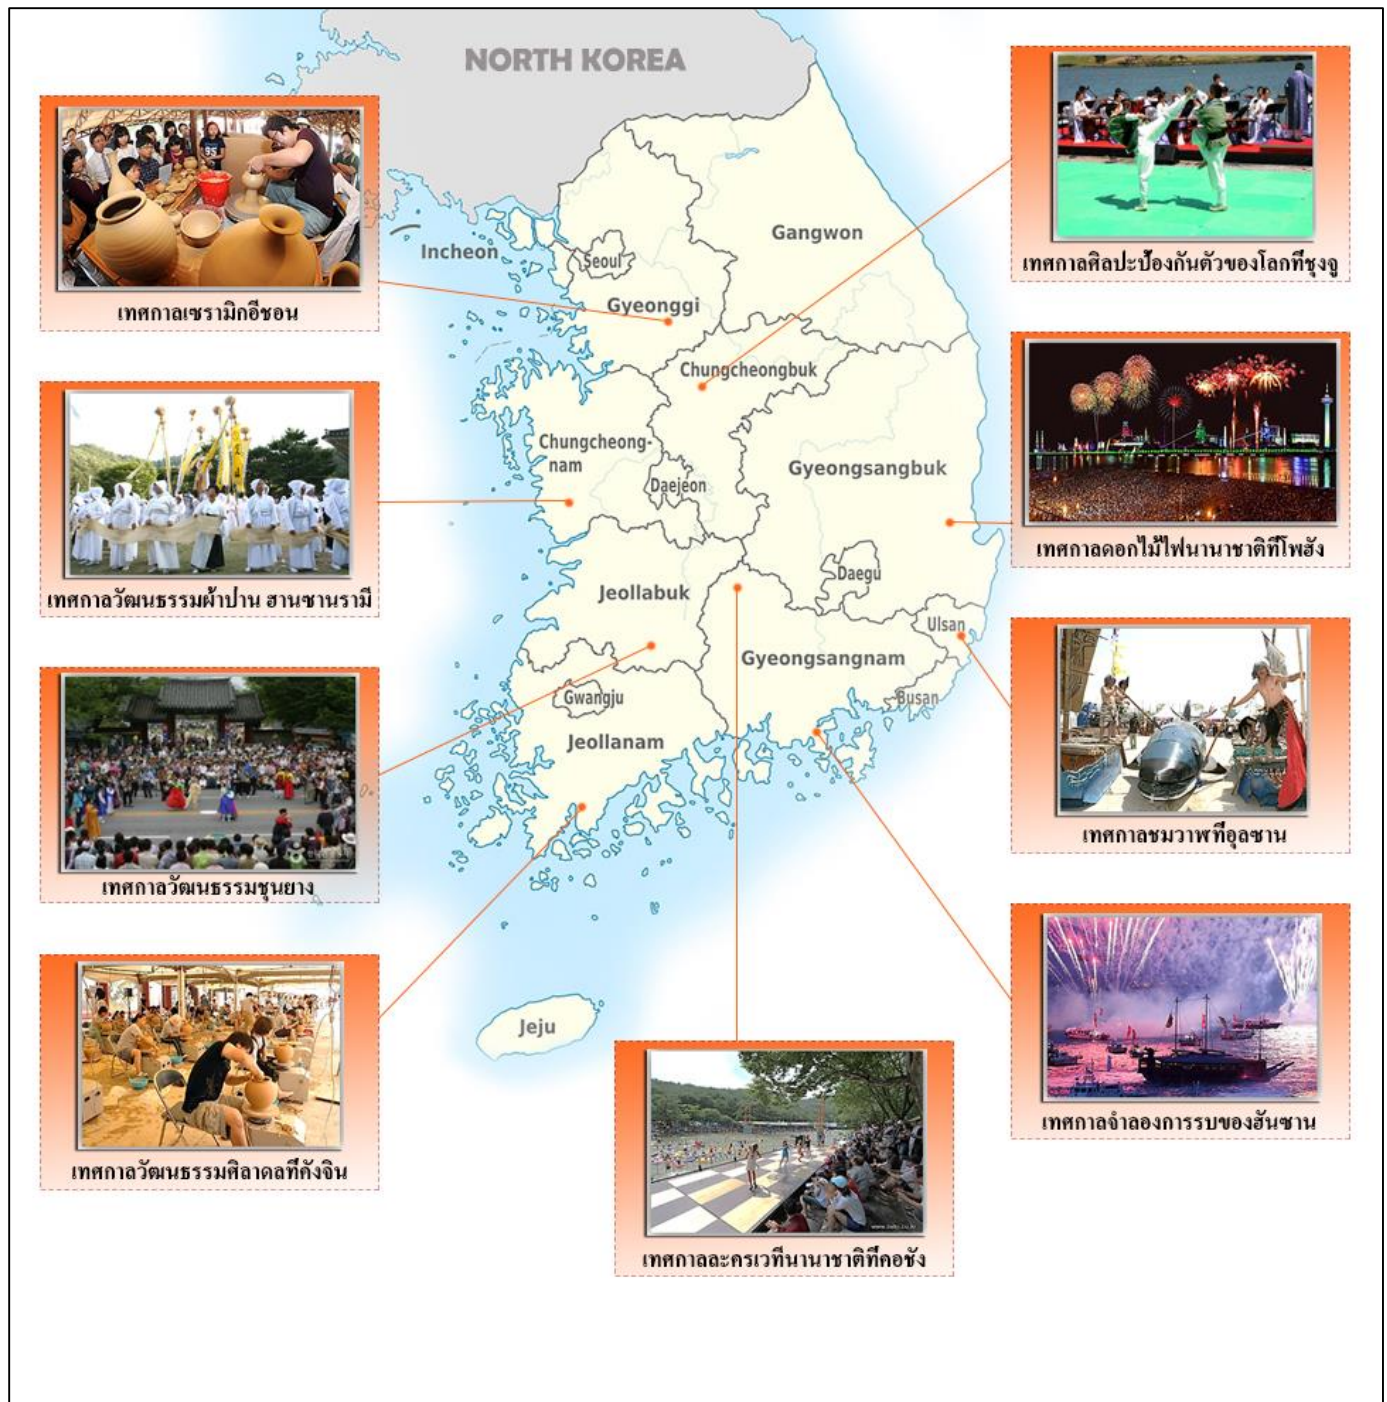 NORTH KOREA
Incheon
Seoul
Gangwon
Gyeonggi
Chungcheongbuk
Chungcheong-
nam
Daejeon
Gyeongsangbuk
Daegu
Jeollabuk
Ulsan
Gyeongsangnam
Gwangju
Busan
Jeollanam
Jeju
เทศกาลเซรามิกอีชอน
เทศกาลวัฒนธรรมผ้าป่าน ฮานซานรามี
เทศกาลวัฒนธรรมชุนยาง
เทศกาลวัฒนธรรมศิลาดลที่คังจิน
เทศกาลศิลปะป้องกันตัวของโลกที่ชุงจู
เทศกาลดอกไม้ไฟนานาชาติที่โพฮัง
เทศกาลชมวาฬที่อุลซาน
เทศกาลจำลองการรบของฮันซาน
เทศกาลละครเวทีนานาชาติที่คอชัง